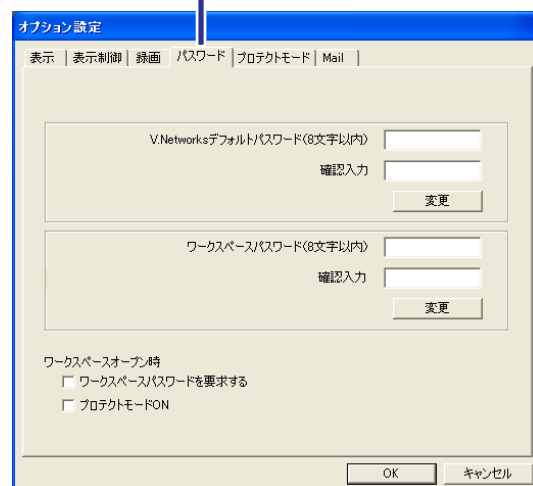 オプション設定
表示 表示制御 録画 パスワード プロテクトモード Mail
V.Networksデフォルトパスワード(8文字以内)
確認入力
変更
ワークスペースパスワード(8文字以内)
確認入力
変更
ワークスペースオープン時
ワークスペースパスワードを要求する
プロテクトモードON
OK キャンセル